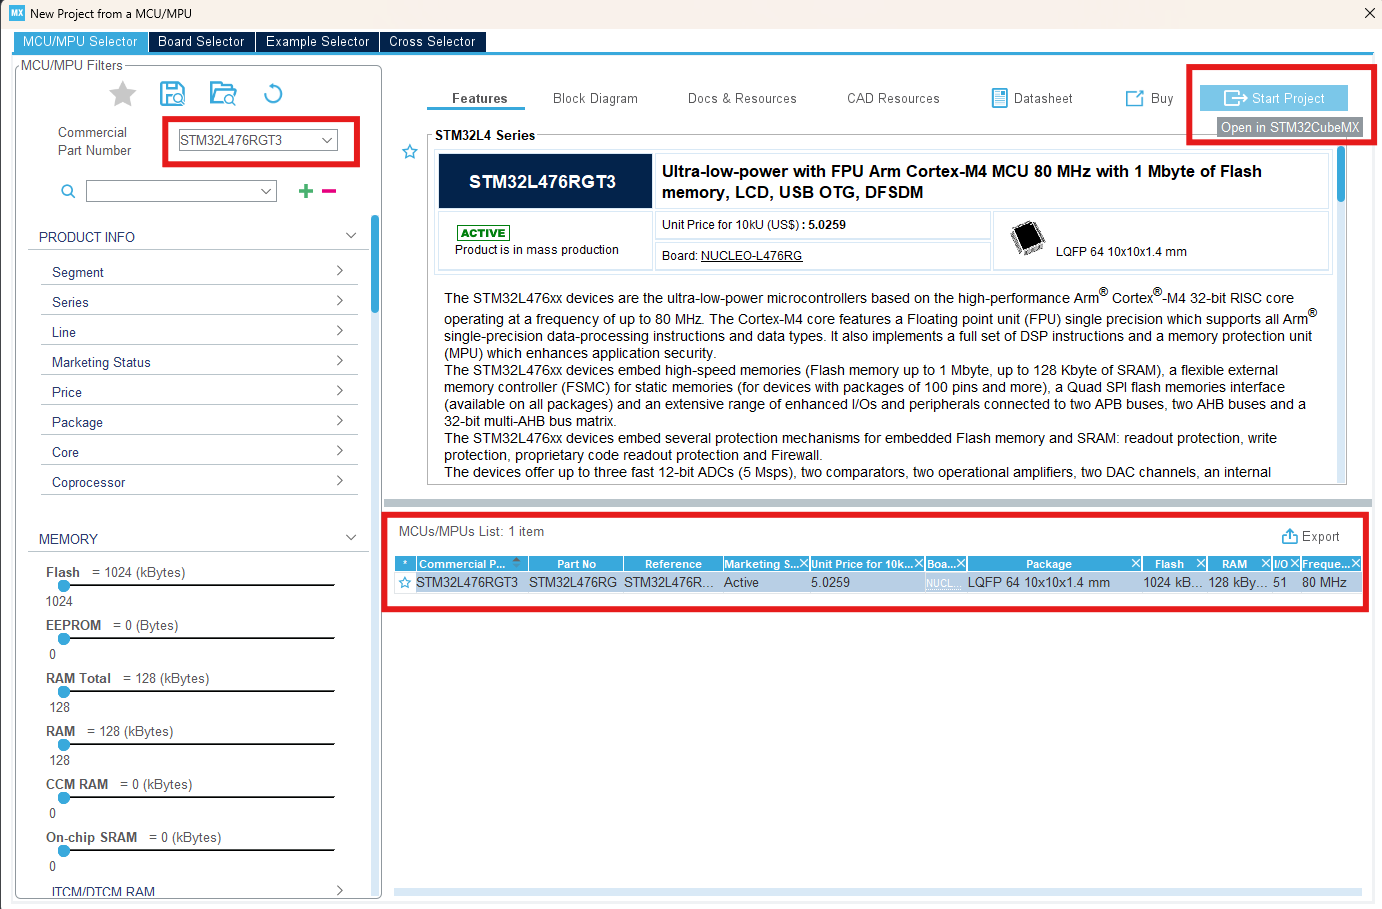 MX New Project from a MCU/MPU
MCU/MPU Selector Board Selector Example Selector Cross Selector
MCU/MPU Filters
Commercial
Part Number
STM32L476RGT3
PRODUCT INFO
Segment
Series
Line
Marketing Status
Price
Package
Core
Coprocessor
MEMORY
Flash = 1024 (kBytes)
1024
EEPROM = 0 (Bytes)
0
RAM Total = 128 (kBytes)
128
RAM = 128 (kBytes)
128
CCM RAM = 0 (kBytes)
0
On-chip SRAM = 0 (kBytes)
0
ITCM/DTCM RAM
Features Block Diagram Docs & Resources CAD Resources Datasheet Buy Start Project
Open in STM32CubeMX
STM32L4 Series
STM32L476RGT3
Ultra-low-power with FPU Arm Cortex-M4 MCU 80 MHz with 1 Mbyte of Flash
memory, LCD, USB OTG, DFSDM
ACTIVE
Product is in mass production
Unit Price for 10kU (US$) : 5.0259
Board: NUCLEO-L476RG
LQFP 64 10x10x1.4 mm
The STM32L476xx devices are the ultra-low-power microcontrollers based on the high-performance Arm® Cortex®-M4 32-bit RISC core
operating at a frequency of up to 80 MHz. The Cortex-M4 core features a Floating point unit (FPU) single precision which supports all Arm®
single-precision data-processing instructions and data types. It also implements a full set of DSP instructions and a memory protection unit
(MPU) which enhances application security.
The STM32L476xx devices embed high-speed memories (Flash memory up to 1 Mbyte, up to 128 Kbyte of SRAM), a flexible external
memory controller (FSMC) for static memories (for devices with packages of 100 pins and more), a Quad SPI flash memories interface
(available on all packages) and an extensive range of enhanced I/Os and peripherals connected to two APB buses, two AHB buses and a
32-bit multi-AHB bus matrix.
The STM32L476xx devices embed several protection mechanisms for embedded Flash memory and SRAM: readout protection, write
protection, proprietary code readout protection and Firewall.
The devices offer up to three fast 12-bit ADCs (5 Msps), two comparators, two operational amplifiers, two DAC channels, an internal
MCUs/MPUs List: 1 item
Export
* Commercial P... Part No Reference Marketing S... Unit Price for 10k... Boa... Package Flash RAM I/O Freque...
STM32L476RGT3 STM32L476RG STM32L476R... Active 5.0259 NUCL... LQFP 64 10x10x1.4 mm 1024 kB... 128 kBy... 51 80 MHz